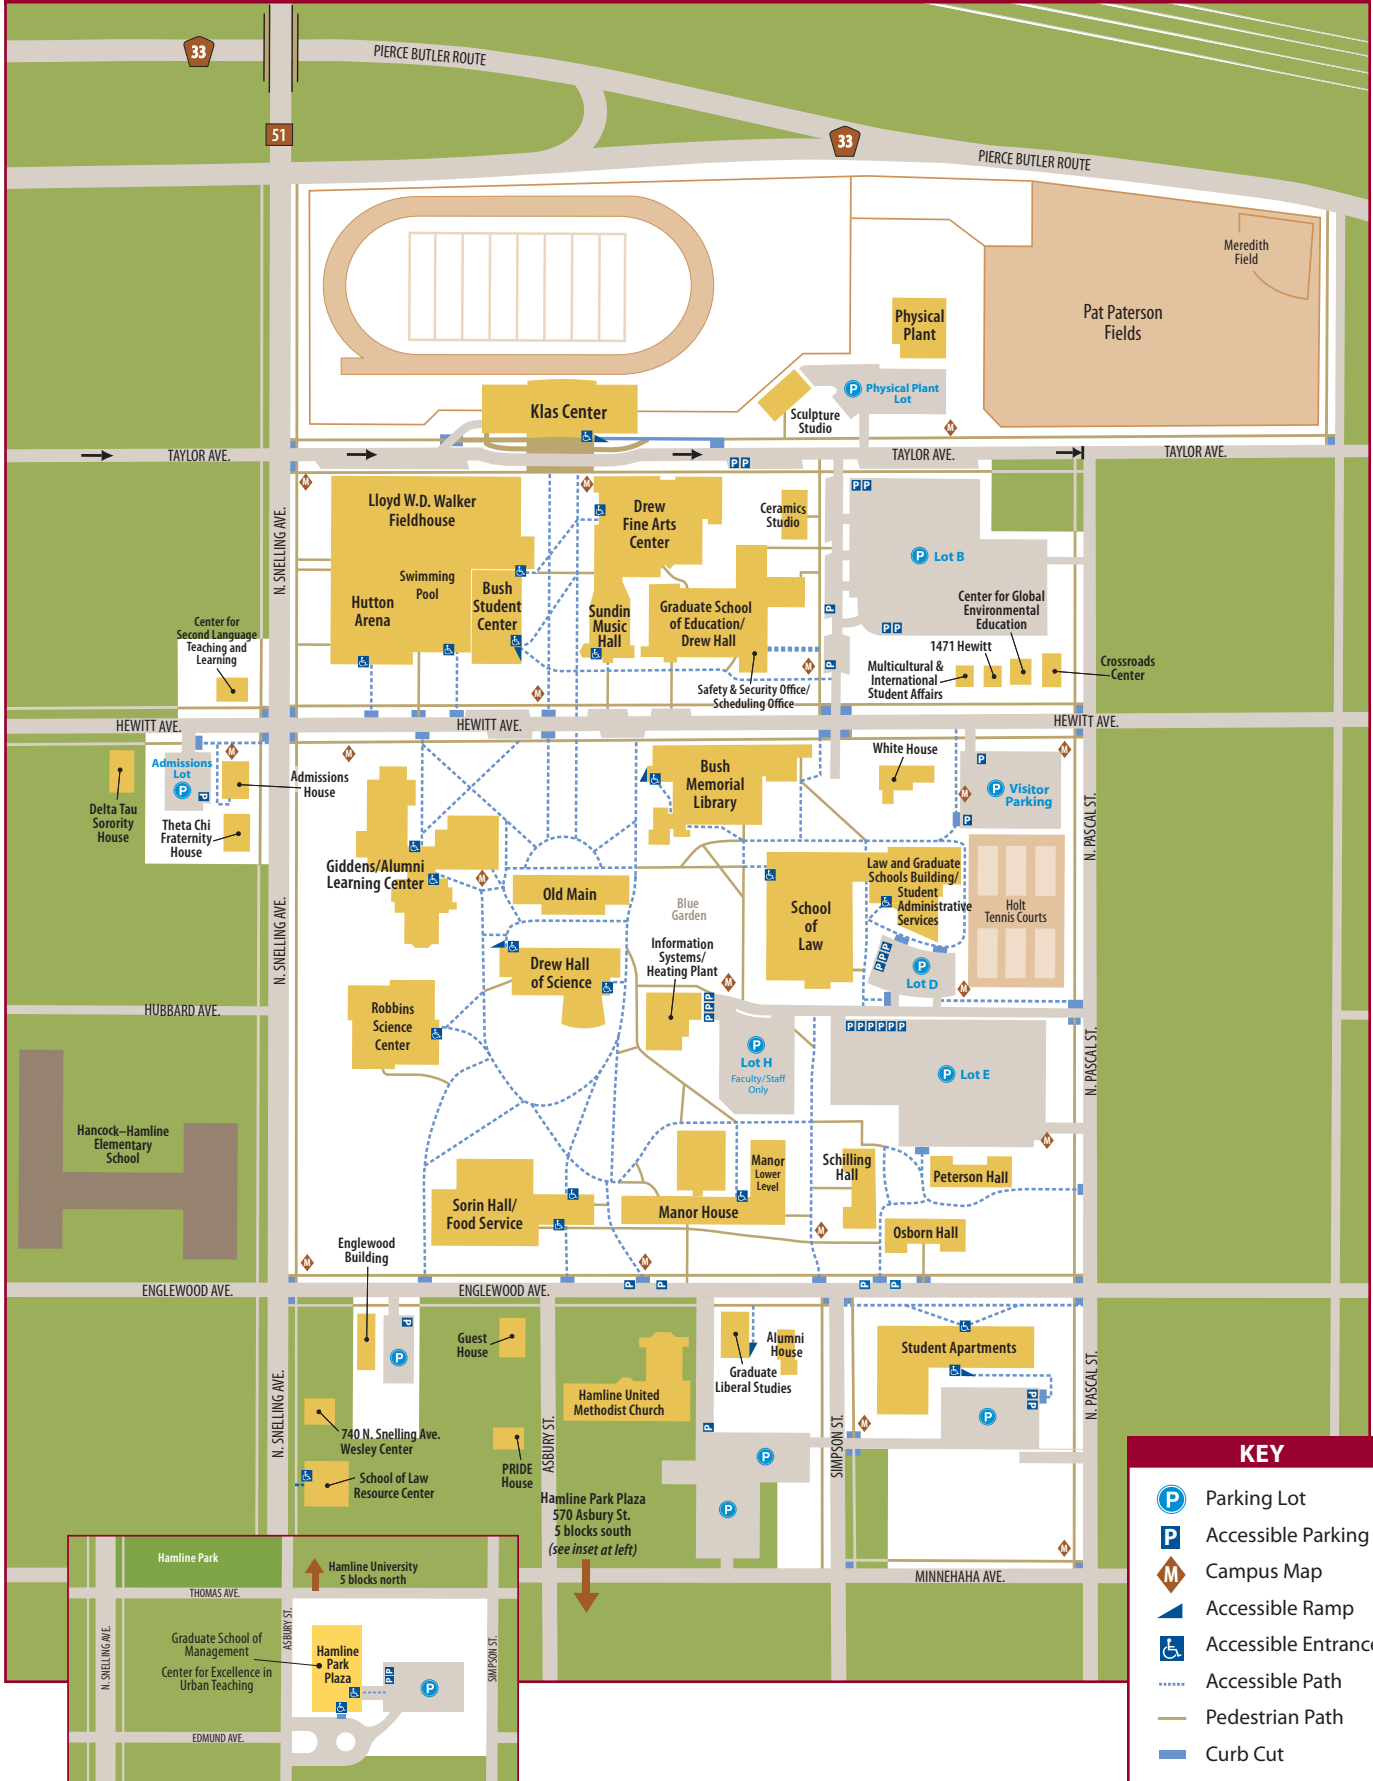 33
PIERCE BUTLER ROUTE
51
33
PIERCE BUTLER ROUTE
Meredith
Field
Pat Paterson
Fields
Physical
Plant
P Physical Plant
Lot
Sculpture
Studio
Klas Center
M
TAYLOR AVE.
TAYLOR AVE.
TAYLOR AVE.
P P
M
M
P P
Lloyd W.D. Walker
Fieldhouse
Drew
Fine Arts
Center
Ceramics
Studio
N. SNELLING AVE.
P Lot B
Swimming
Pool
Bush
Student
Center
Hutton
Arena
Sundin
Music
Hall
Graduate School
of Education/
Drew Hall
Center for Global
Environmental
Education
P
P P
Center for
Second Language
Teaching and
Learning
1471 Hewitt
Multicultural &
International
Student Affairs
Crossroads
Center
P
M
M
Safety & Security Office/
Scheduling Office
HEWITT AVE.
HEWITT AVE.
HEWITT AVE.
M
M
M
White House
P
Admissions
Lot
P
P
Admissions
House
Bush
Memorial
Library
P Visitor
Parking
M
P
Delta Tau
Sorority
House
Theta Chi
Fraternity
House
N. PASCAL ST.
Giddens/Alumni
Learning Center
M
Old Main
Blue
Garden
School
of
Law
Law and Graduate
Schools Building/
Student
Administrative
Services
Holt
Tennis Courts
N. SNELLING AVE.
Information
Systems/
Heating Plant
Drew Hall
of Science
M
P P P
P
Lot D
M
HUBBARD AVE.
Robbins
Science
Center
P P P
P P P P P P
P
Lot H
Faculty/Staff
Only
P Lot E
N. PASCAL ST.
Hancock–Hamline
Elementary
School
M
Manor
Lower
Level
Schilling
Hall
Peterson Hall
Sorin Hall/
Food Service
Manor House
M
Osborn Hall
Englewood
Building
M
M
ENGLEWOOD AVE.
ENGLEWOOD AVE.
P P
P P
P
P
Guest
House
Alumni
House
Graduate
Liberal Studies
Student Apartments
Hamline United
Methodist Church
N. SNELLING AVE.
N. PASCAL ST.
P
P
P
P
M
740 N. Snelling Ave.
Wesley Center
ASBURY ST.
SIMPSON ST.
P
PRIDE
House
School of Law
Resource Center
Hamline Park Plaza
570 Asbury St.
5 blocks south
(see inset at left)
P
M
MINNEHAHA AVE.
Hamline Park
Hamline University
5 blocks north
THOMAS AVE.
N. SNELLING AVE.
ASBURY ST.
SIMPSON ST.
Graduate School of
Management
Center for Excellence in
Urban Teaching
Hamline
Park
Plaza
P P
P
EDMUND AVE.
KEY
P Parking Lot
P Accessible Parking
M Campus Map
Accessible Ramp
Accessible Entrance
Accessible Path
Pedestrian Path
Curb Cut